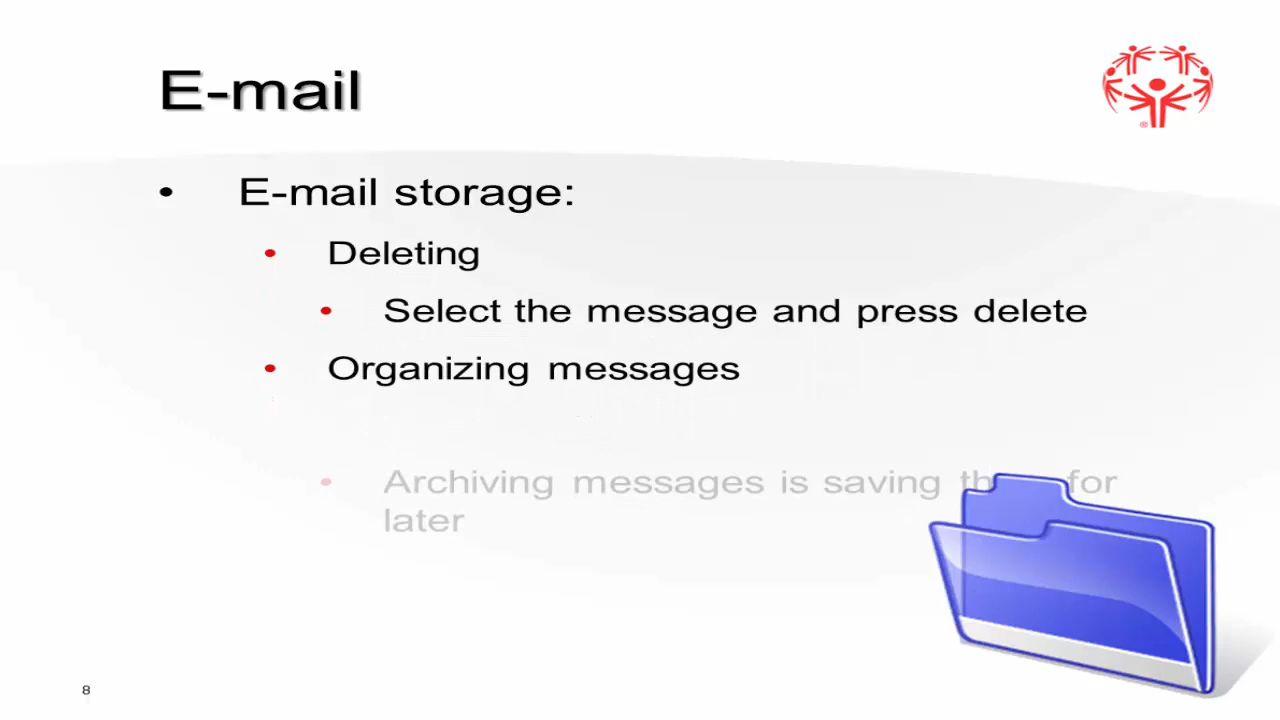 E-mail
• E-mail storage:
• Deleting
• Select the message and press delete
• Organizing messages
• Archiving messages is saving for
later
8